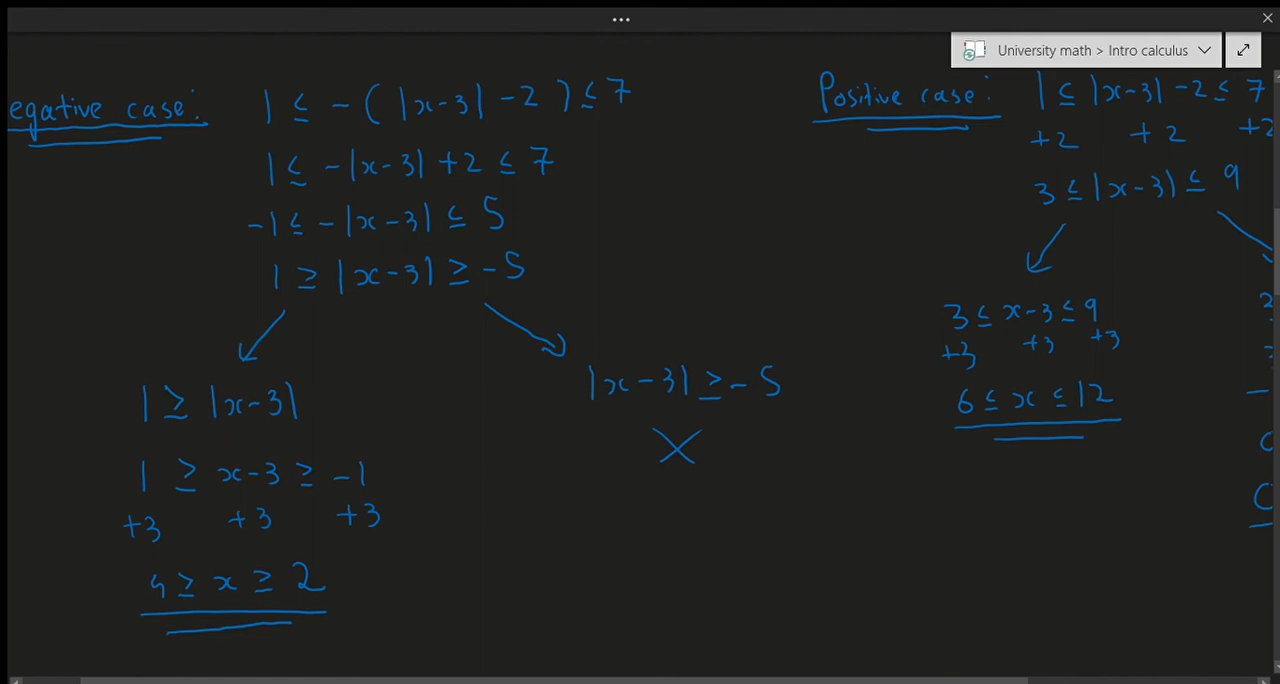 University math > Intro calculus
egative case:
1 ≤ -(|x-3| -2) ≤ 7
1 ≤ -|x-3| +2 ≤ 7
-1 ≤ -|x-3| ≤ 5
1 ≥ |x-3| ≥ -5
1 ≥ |x-3|
1 ≥ x-3 ≥ -1
+3 +3 +3
4 ≥ x ≥ 2
|x-3| ≥ -5
X
Positive case:
1 ≤ |x-3| -2 ≤ 7
+2 +2 +2
3 ≤ |x-3| ≤ 9
3 ≤ x-3 ≤ 9
+3 +3 +3
6 ≤ x ≤ 12